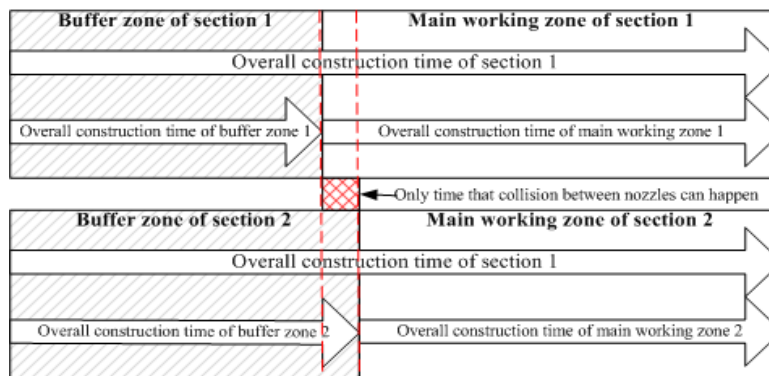 Buffer zone of section 1 Main working zone of section 1
Overall construction time of section 1
Overall construction time of buffer zone 1 Overall construction time of main working zone 1
Only time that collision between nozzles can happen
Buffer zone of section 2 Main working zone of section 2
Overall construction time of section 1
Overall construction time of buffer zone 2 Overall construction time of main working zone 2